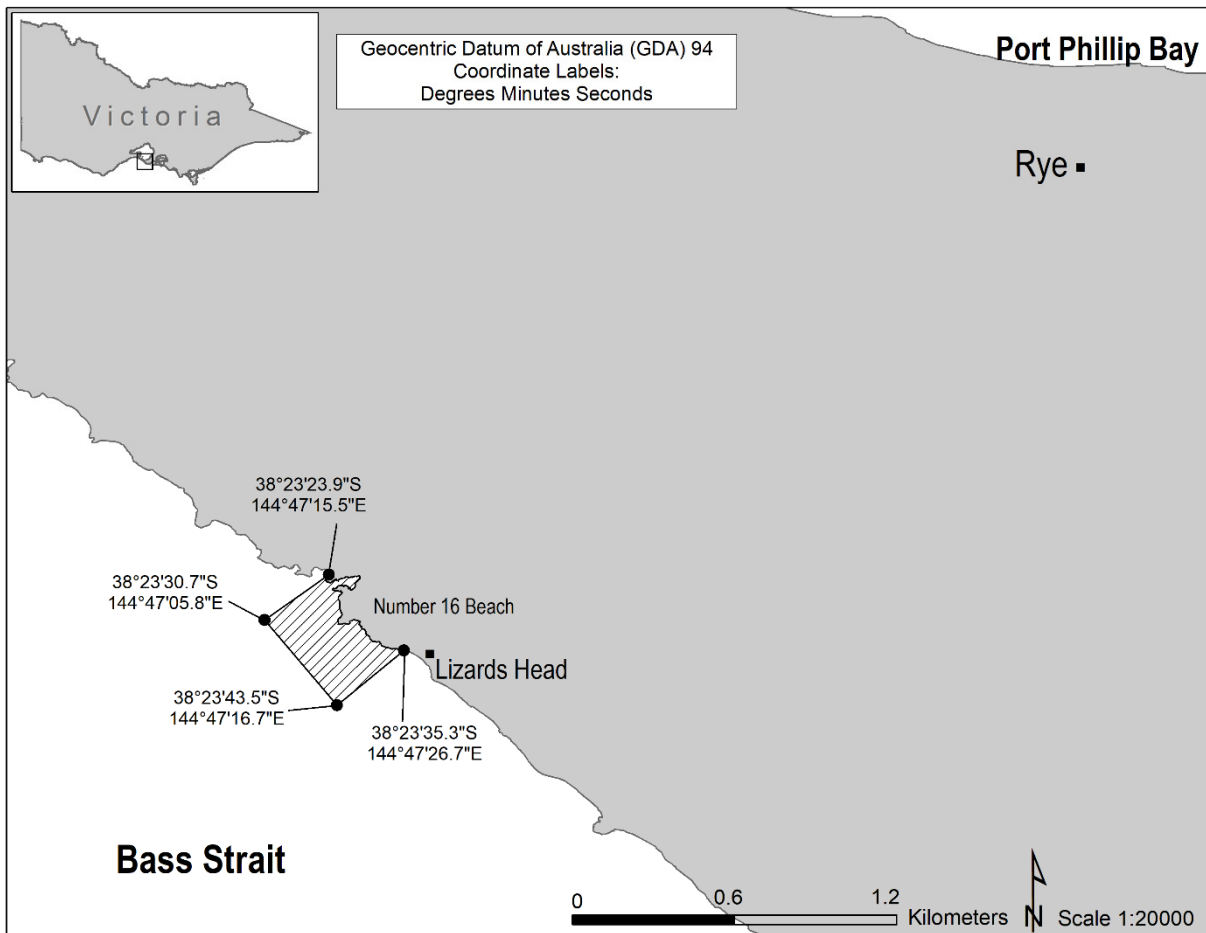 Victoria
Geocentric Datum of Australia (GDA) 94
Coordinate Labels:
Degrees Minutes Seconds
Port Phillip Bay
Rye
38°23'23.9"S
144°47'15.5"E
38°23'30.7"S
144°47'05.8"E
Number 16 Beach
Lizards Head
38°23'43.5"S
144°47'16.7"E
38°23'35.3"S
144°47'26.7"E
Bass Strait
0 0.6 1.2
Kilometers
N
Scale 1:20000